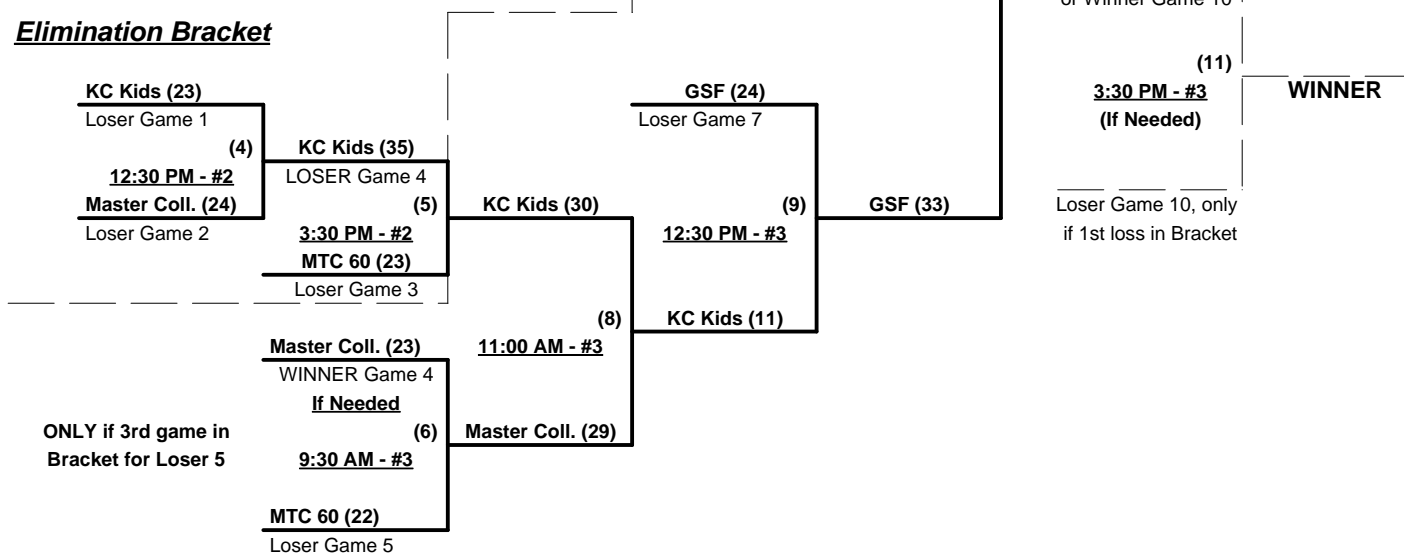 or Winner Game 10
Elimination Bracket
(11)
KC Kids (23)
GSF (24)
3:30 PM - #3
WINNER
Loser Game 1
Loser Game 7
(If Needed)
(4)
KC Kids (35)
12:30 PM - #2
LOSER Game 4
Master Coll. (24)
(5)
KC Kids (30)
(9)
GSF (33)
Loser Game 10, only
Loser Game 2
3:30 PM - #2
12:30 PM - #3
if 1st loss in Bracket
MTC 60 (23)
Loser Game 3
(8)
KC Kids (11)
Master Coll. (23)
11:00 AM - #3
WINNER Game 4
If Needed
ONLY if 3rd game in
(6)
Master Coll. (29)
Bracket for Loser 5
9:30 AM - #3
MTC 60 (22)
Loser Game 5